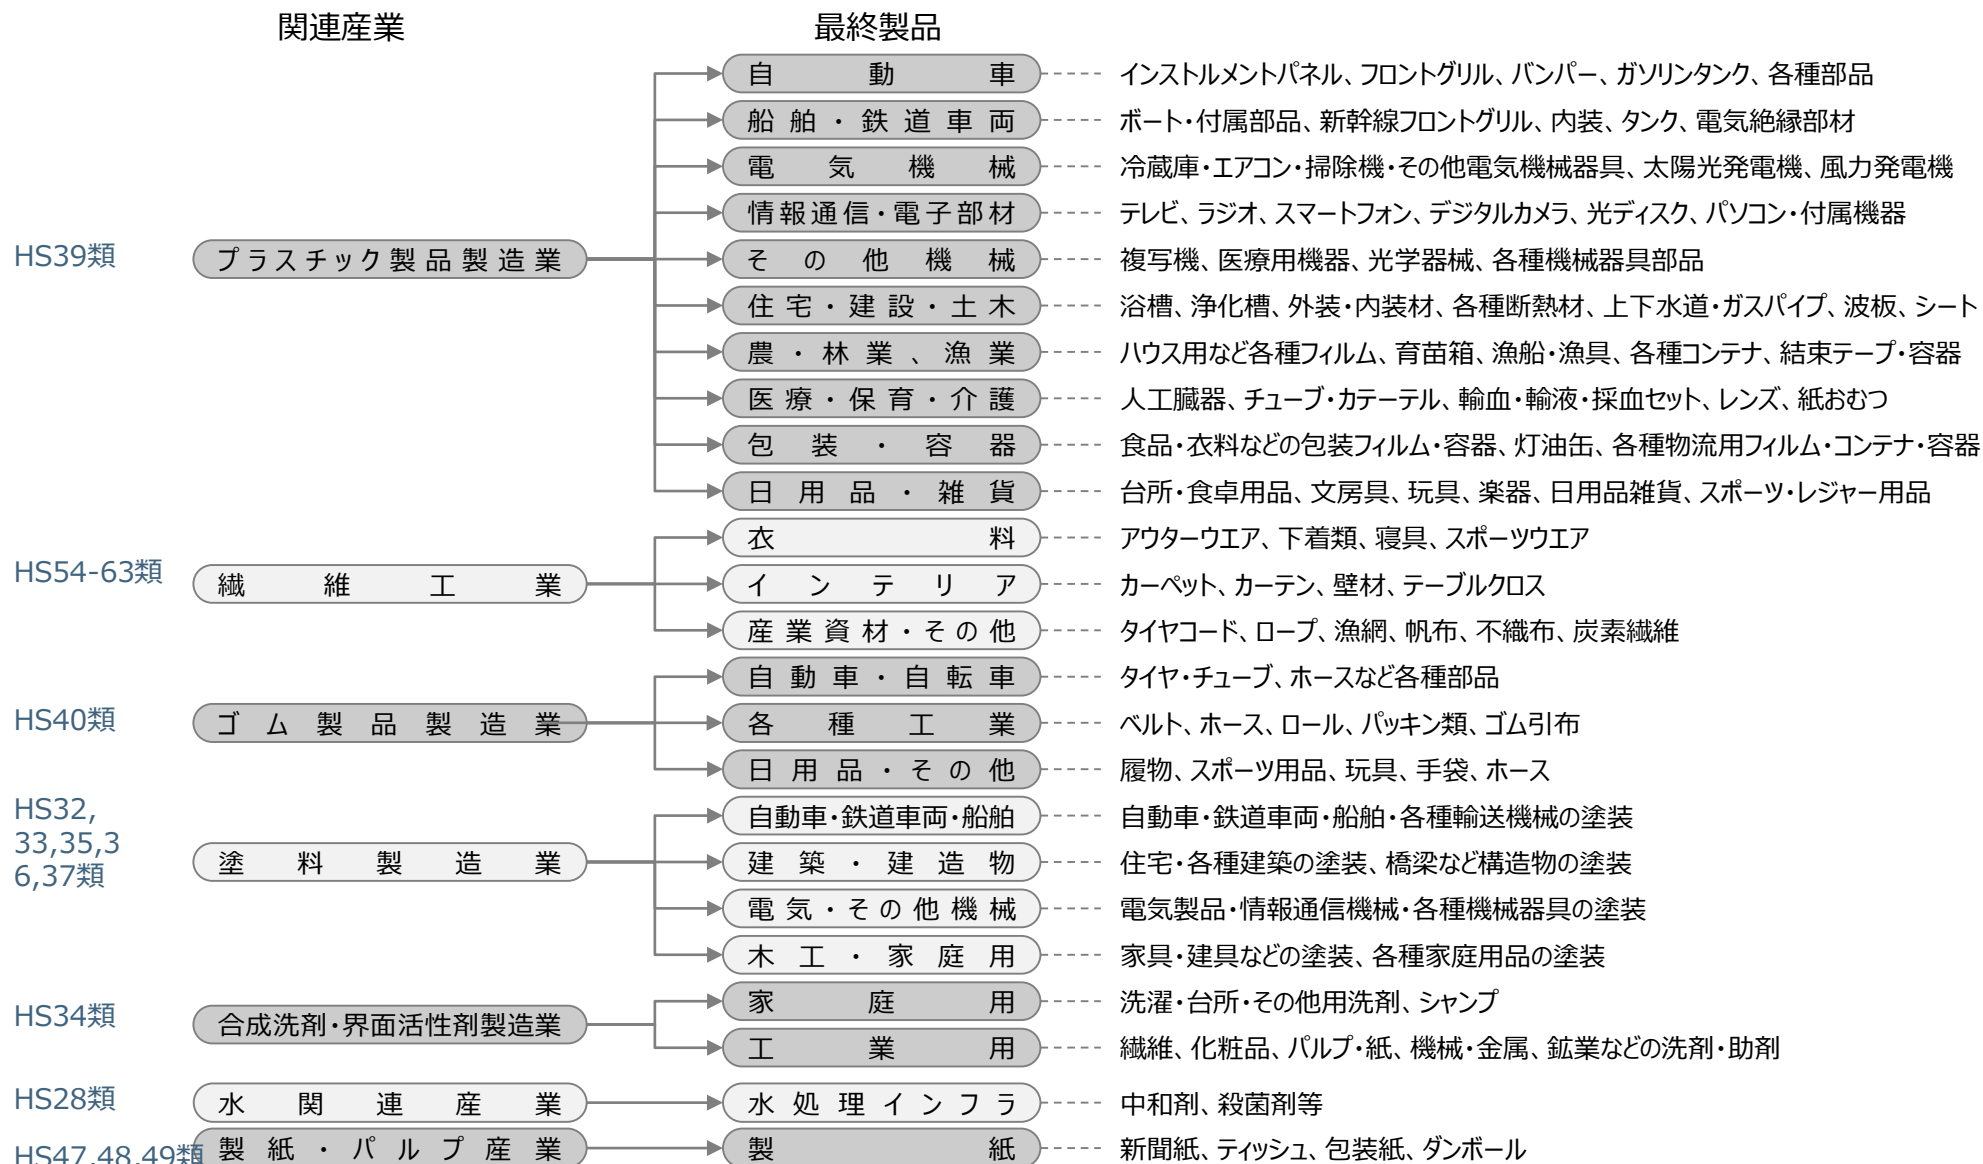 関連産業
最終製品
HS39類
プラスチック製品製造業
自動車
インストルメントパネル、フロントグリル、バンパー、ガソリンタンク、各種部品
船舶・鉄道車両
ボート・付属部品、新幹線フロントグリル、内装、タンク、電気絶縁部材
電気機械
冷蔵庫・エアコン・掃除機・その他電気機械器具、太陽光発電機、風力発電機
情報通信・電子部材
テレビ、ラジオ、スマートフォン、デジタルカメラ、光ディスク、パソコン・付属機器
その他機械
複写機、医療用機器、光学器械、各種機械器具部品
住宅・建設・土木
浴槽、浄化槽、外装・内装材、各種断熱材、上下水道・ガスパイプ、波板、シート
農・林業、漁業
ハウス用など各種フィルム、育苗箱、漁船・漁具、各種コンテナ、結束テープ・容器
医療・保育・介護
人工臓器、チューブ・カテーテル、輸血・輸液・採血セット、レンズ、紙おむつ
包装・容器
食品・衣料などの包装フィルム・容器、灯油缶、各種物流用フィルム・コンテナ・容器
日用品・雑貨
台所・食卓用品、文房具、玩具、楽器、日用品雑貨、スポーツ・レジャー用品
HS54-63類
繊維工業
衣料
アウターウエア、下着類、寝具、スポーツウエア
インテリア
カーペット、カーテン、壁材、テーブルクロス
産業資材・その他
タイヤコード、ロープ、漁網、帆布、不織布、炭素繊維
HS40類
ゴム製品製造業
自動車・自転車
タイヤ・チューブ、ホースなど各種部品
各種工業
ベルト、ホース、ロール、パッキン類、ゴム引布
日用品・その他
履物、スポーツ用品、玩具、手袋、ホース
HS32,
33,35,3
6,37類
塗料製造業
自動車・鉄道車両・船舶
自動車・鉄道車両・船舶・各種輸送機械の塗装
建築・建造物
住宅・各種建築の塗装、橋梁など構造物の塗装
電気・その他機械
電気製品・情報通信機械・各種機械器具の塗装
木工・家庭用
家具・建具などの塗装、各種家庭用品の塗装
HS34類
合成洗剤・界面活性剤製造業
家庭用
洗濯・台所・その他用洗剤、シャンプ
工業用
繊維、化粧品、パルプ・紙、機械・金属、鉱業などの洗剤・助剤
HS28類
水関連産業
水処理インフラ
中和剤、殺菌剤等
HS47,48,49類
製紙・パルプ産業
製紙
新聞紙、ティッシュ、包装紙、ダンボール